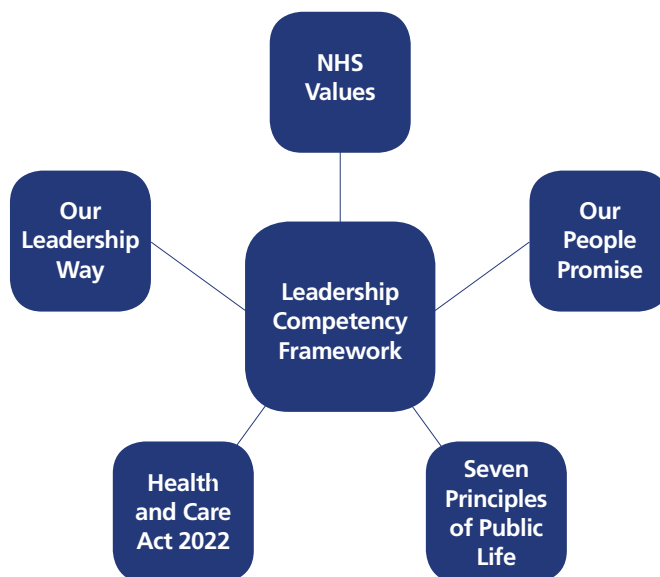 NHS
Values
Our
Leadership
Way
Our
People
Promise
Leadership
Competency
Framework
Health
and Care
Act 2022
Seven
Principles
of Public
Life